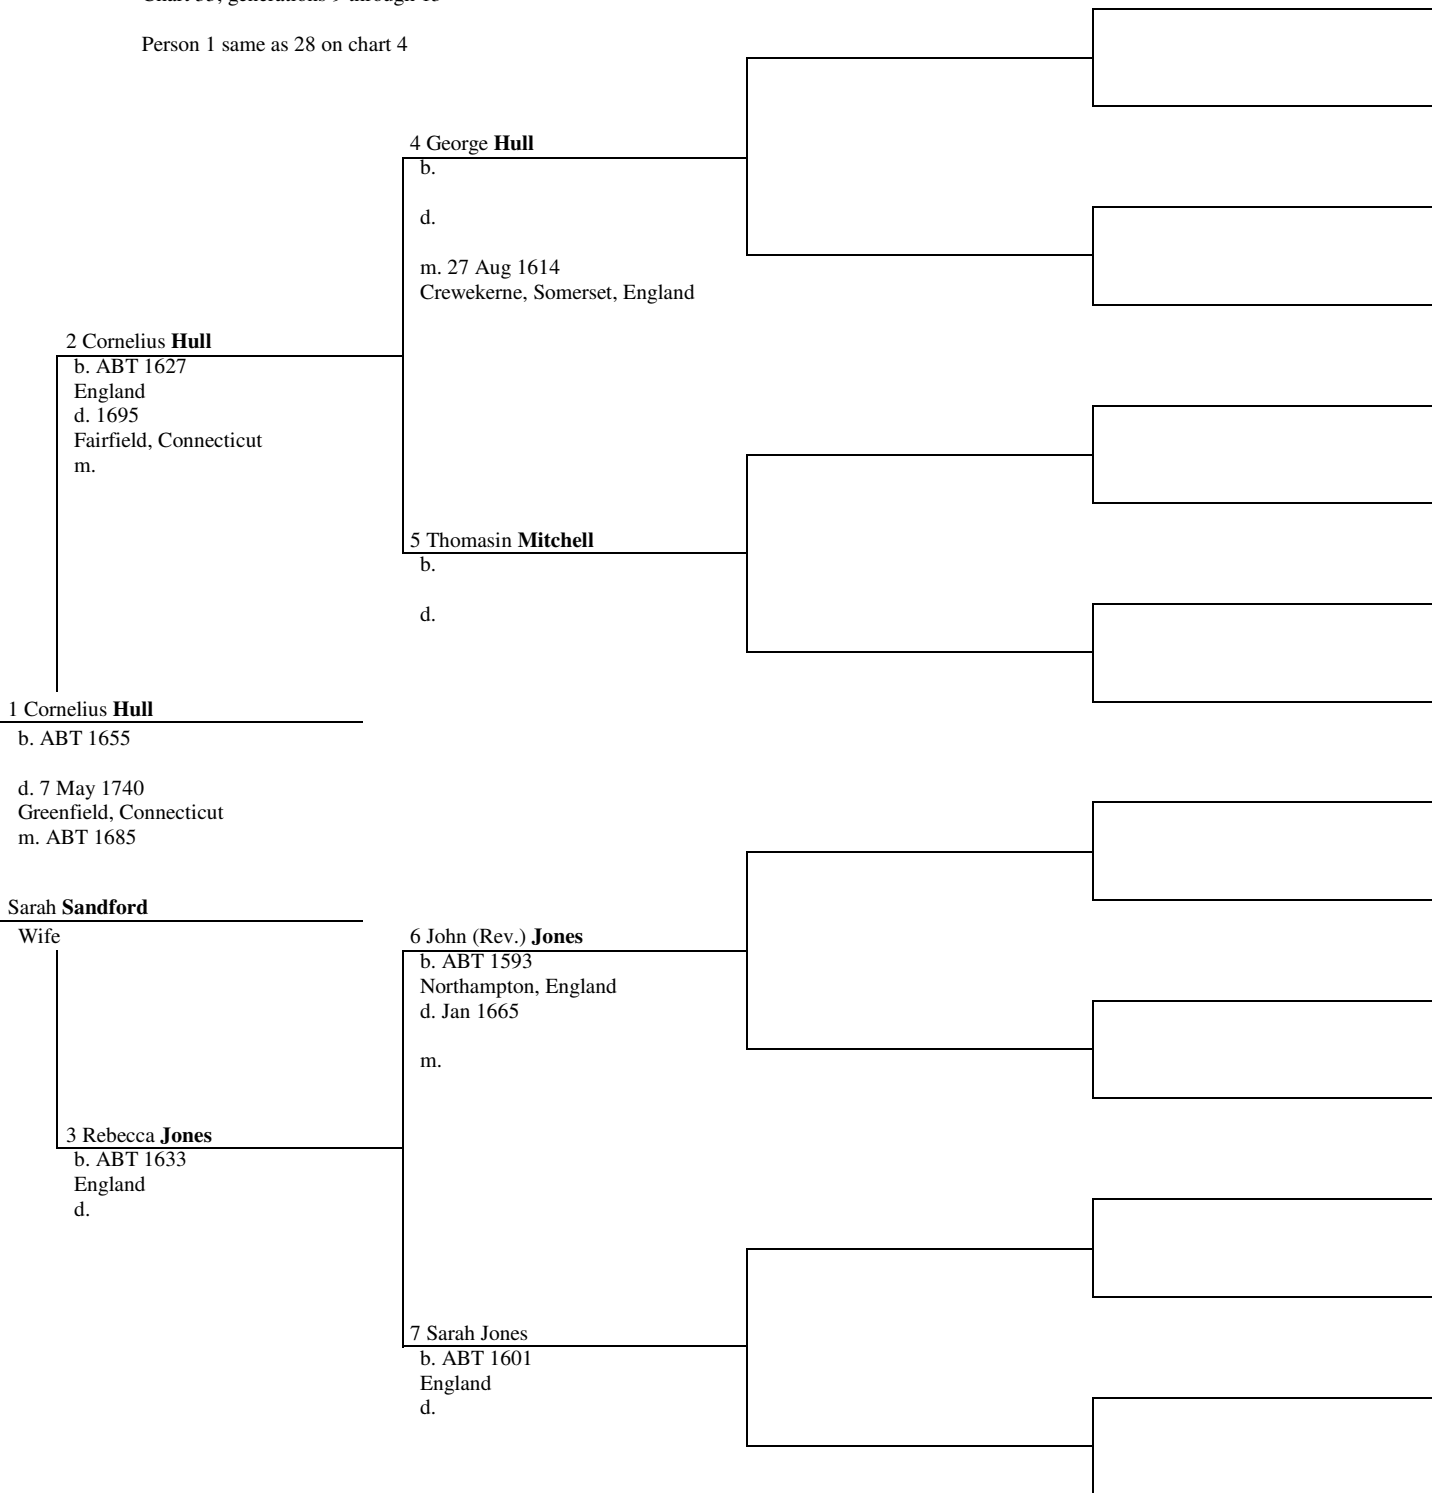 Person 1 same as 28 on chart 4
4 George Hull
b.
d.
m. 27 Aug 1614
Crewekerne, Somerset, England
2 Cornelius Hull
b. ABT 1627
England
d. 1695
Fairfield, Connecticut
m.
5 Thomasin Mitchell
b.
d.
1 Cornelius Hull
b. ABT 1655
d. 7 May 1740
Greenfield, Connecticut
m. ABT 1685
Sarah Sandford
Wife
6 John (Rev.) Jones
b. ABT 1593
Northampton, England
d. Jan 1665
m.
3 Rebecca Jones
b. ABT 1633
England
d.
7 Sarah Jones
b. ABT 1601
England
d.